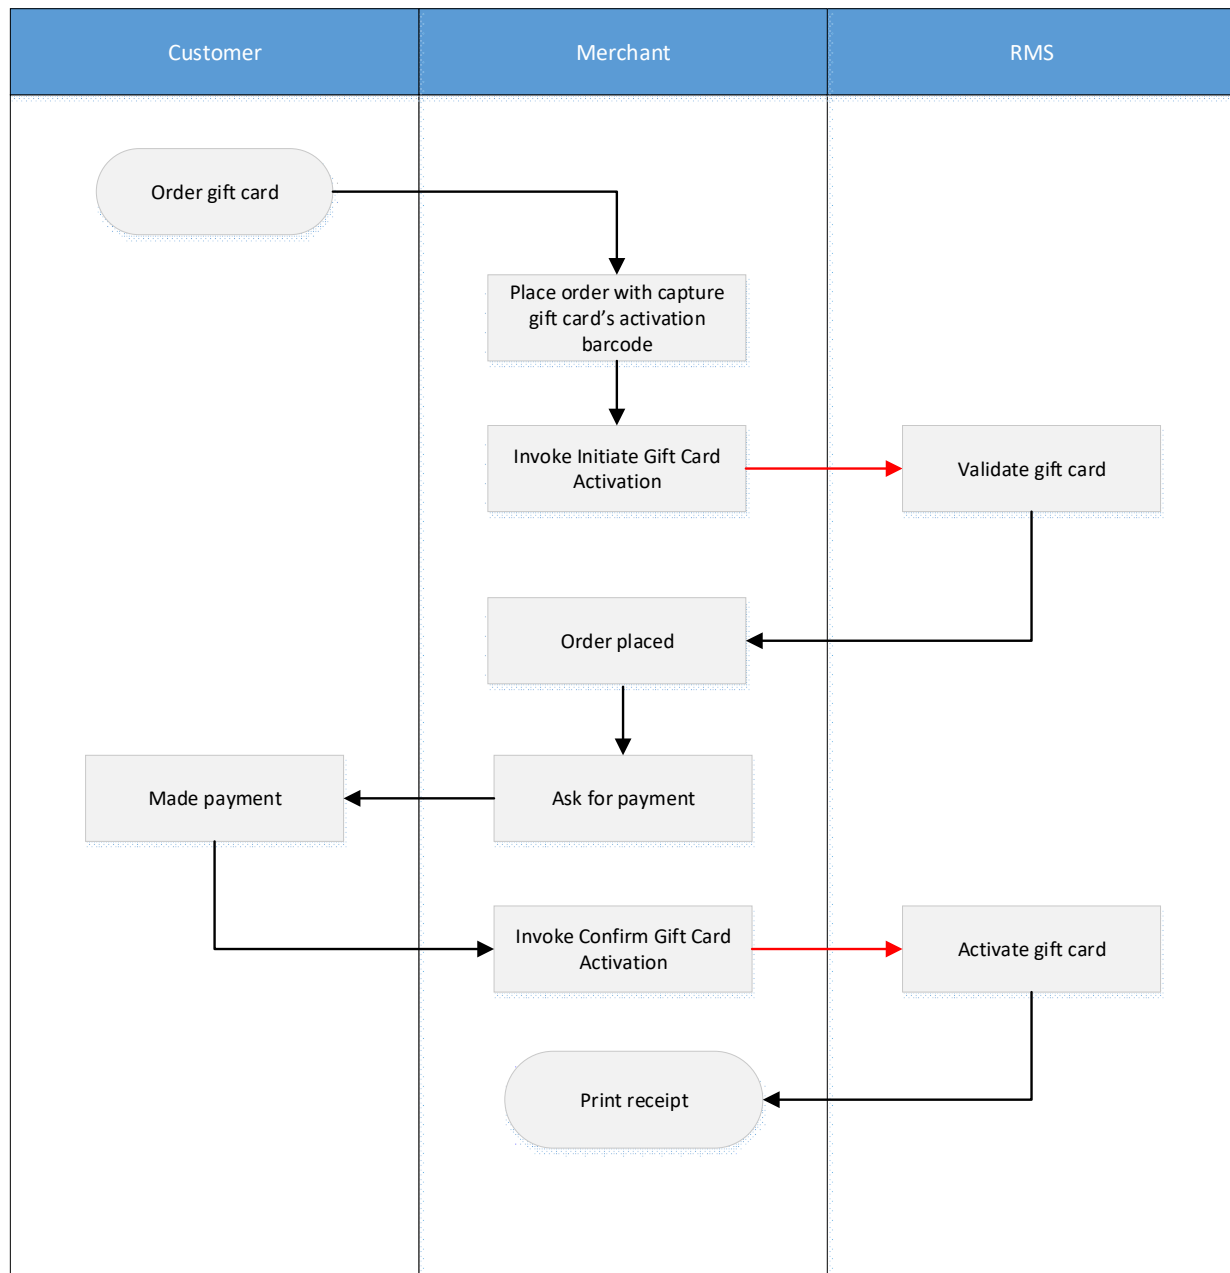 Customer
Merchant
RMS
Order gift card
Place order with capture
gift card’s activation
barcode
Invoke Initiate Gift Card
Activation
Validate gift card
Order placed
Made payment
Ask for payment
Invoke Confirm Gift Card
Activation
Activate gift card
Print receipt